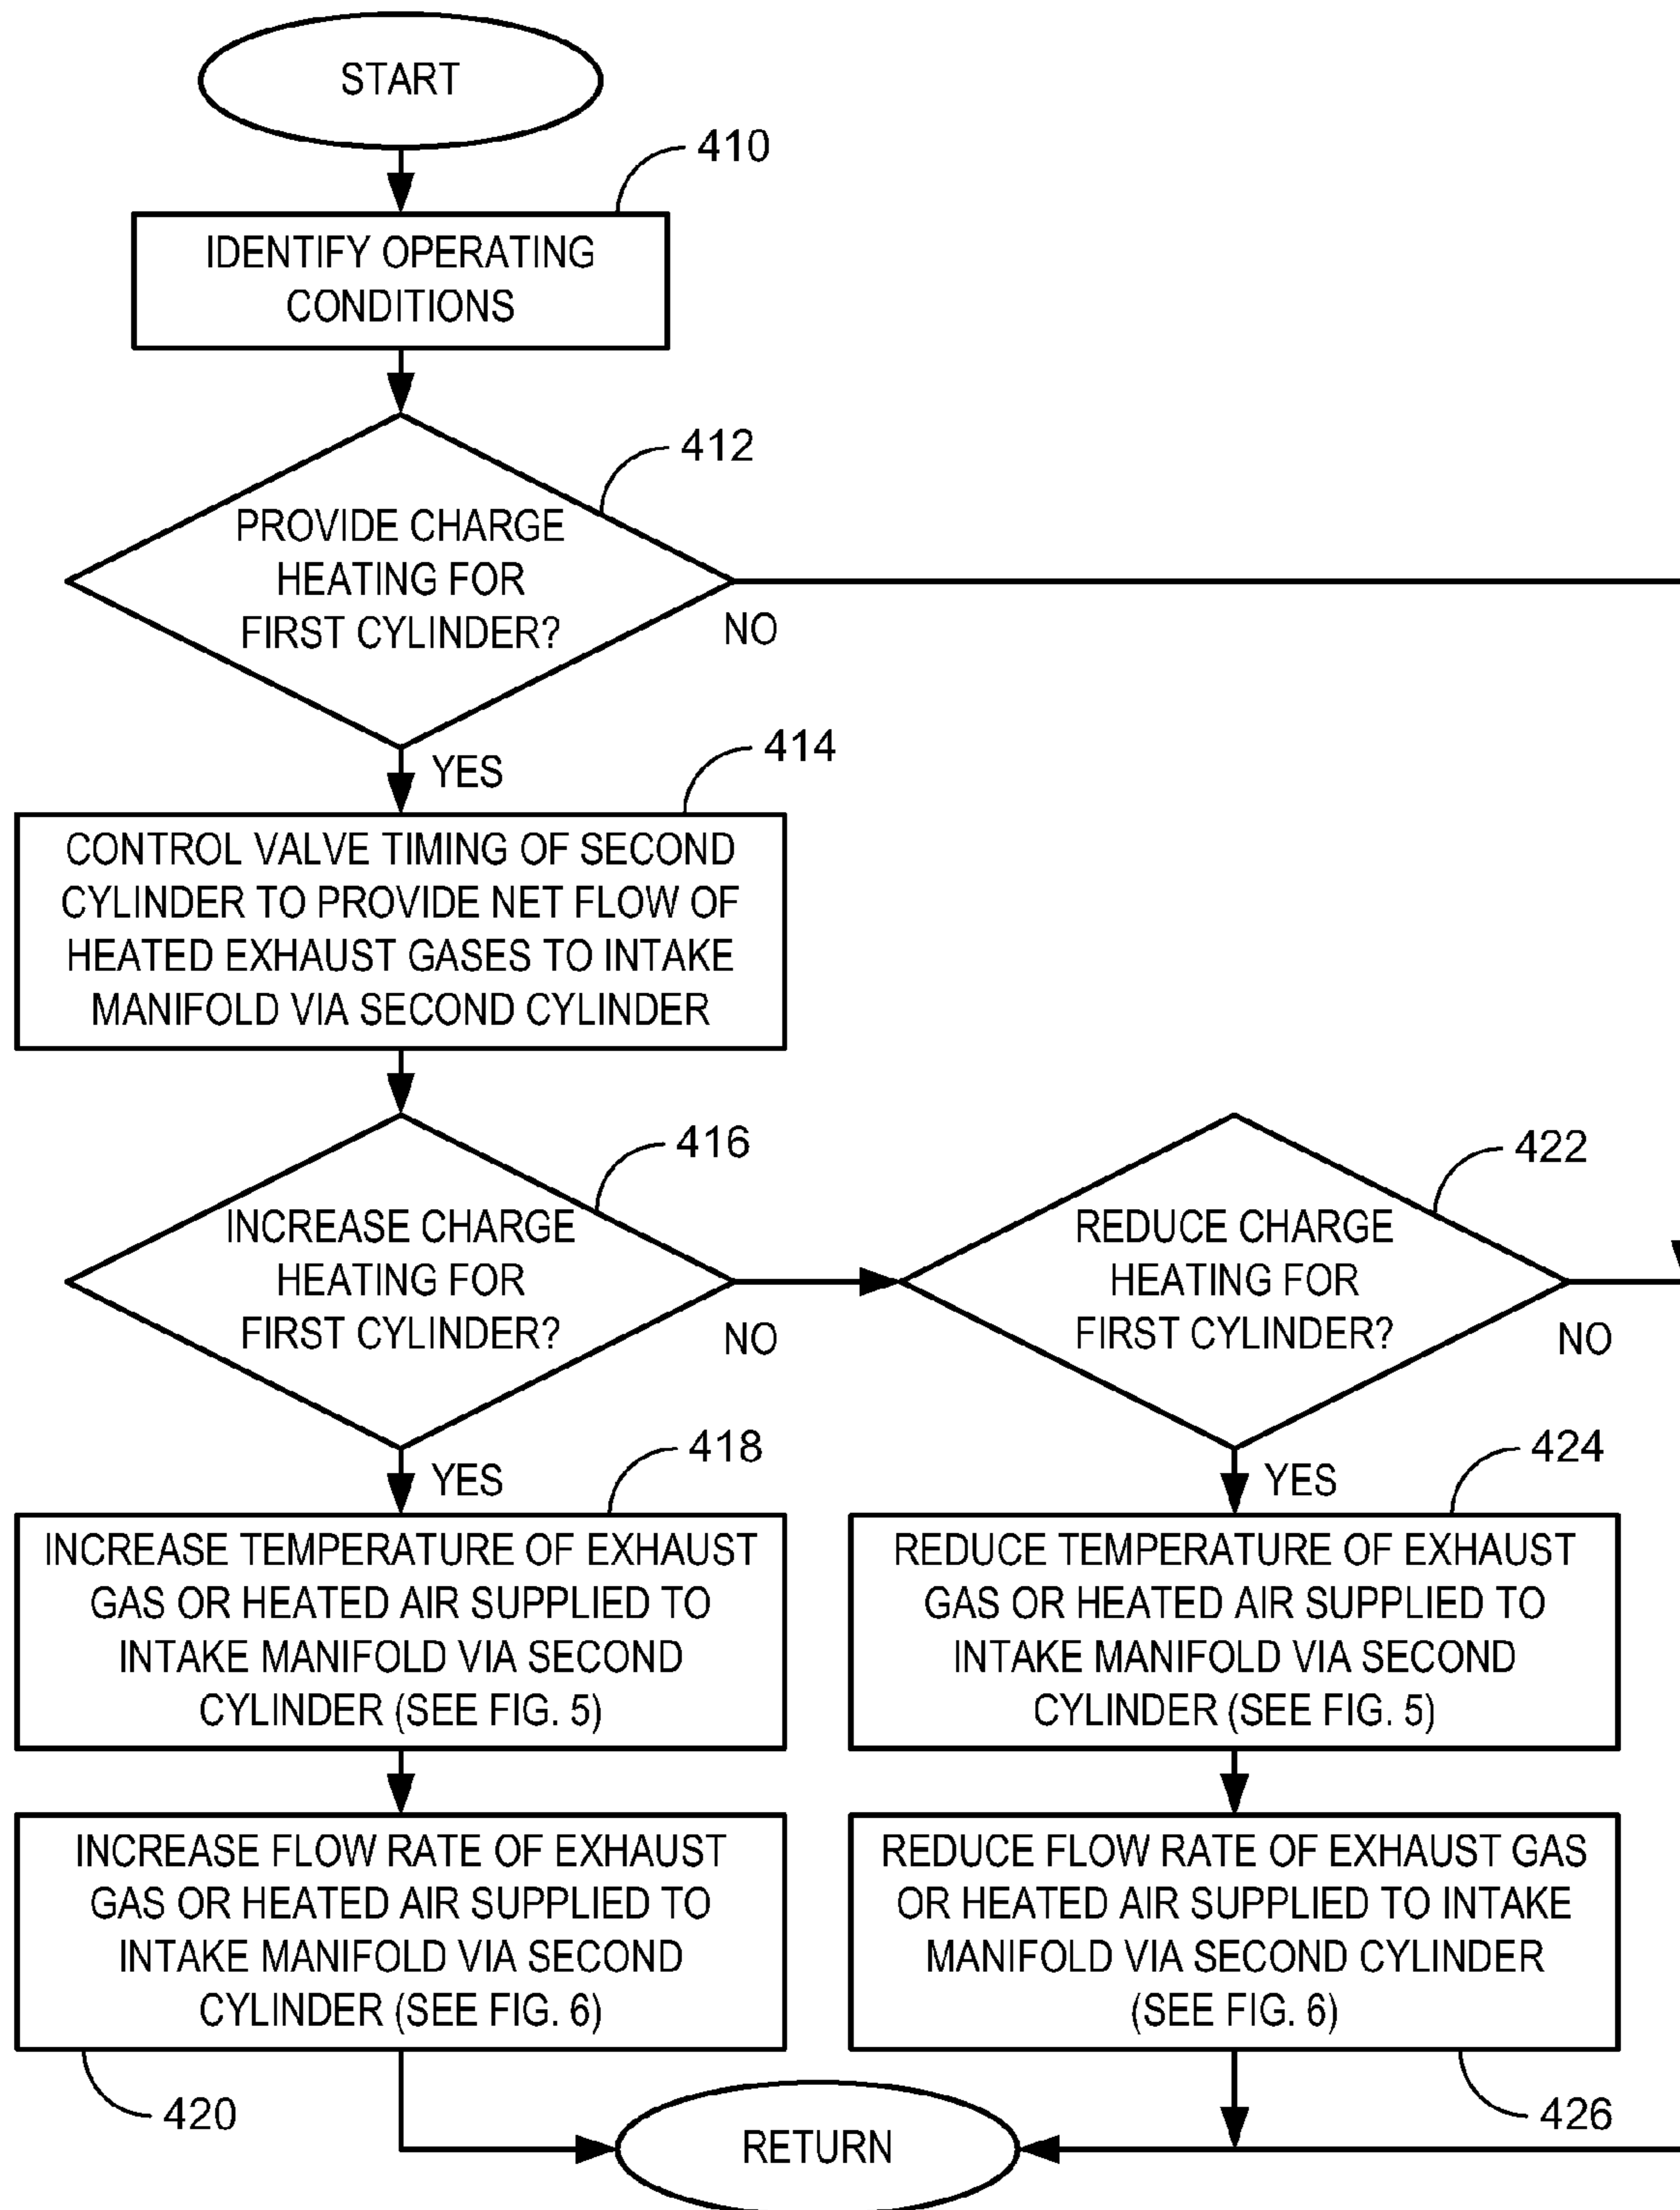 START
410
IDENTIFY OPERATING
CONDITIONS
412
PROVIDE CHARGE
HEATING FOR
FIRST CYLINDER?
NO
YES
414
CONTROL VALVE TIMING OF SECOND
CYLINDER TO PROVIDE NET FLOW OF
HEATED EXHAUST GASES TO INTAKE
MANIFOLD VIA SECOND CYLINDER
416
INCREASE CHARGE
HEATING FOR
FIRST CYLINDER?
NO
YES
422
REDUCE CHARGE
HEATING FOR
FIRST CYLINDER?
NO
YES
418
INCREASE TEMPERATURE OF EXHAUST
GAS OR HEATED AIR SUPPLIED TO
INTAKE MANIFOLD VIA SECOND
CYLINDER (SEE FIG. 5)
424
REDUCE TEMPERATURE OF EXHAUST
GAS OR HEATED AIR SUPPLIED TO
INTAKE MANIFOLD VIA SECOND
CYLINDER (SEE FIG. 5)
INCREASE FLOW RATE OF EXHAUST
GAS OR HEATED AIR SUPPLIED TO
INTAKE MANIFOLD VIA SECOND
CYLINDER (SEE FIG. 6)
420
REDUCE FLOW RATE OF EXHAUST GAS
OR HEATED AIR SUPPLIED TO INTAKE
MANIFOLD VIA SECOND CYLINDER
(SEE FIG. 6)
426
RETURN